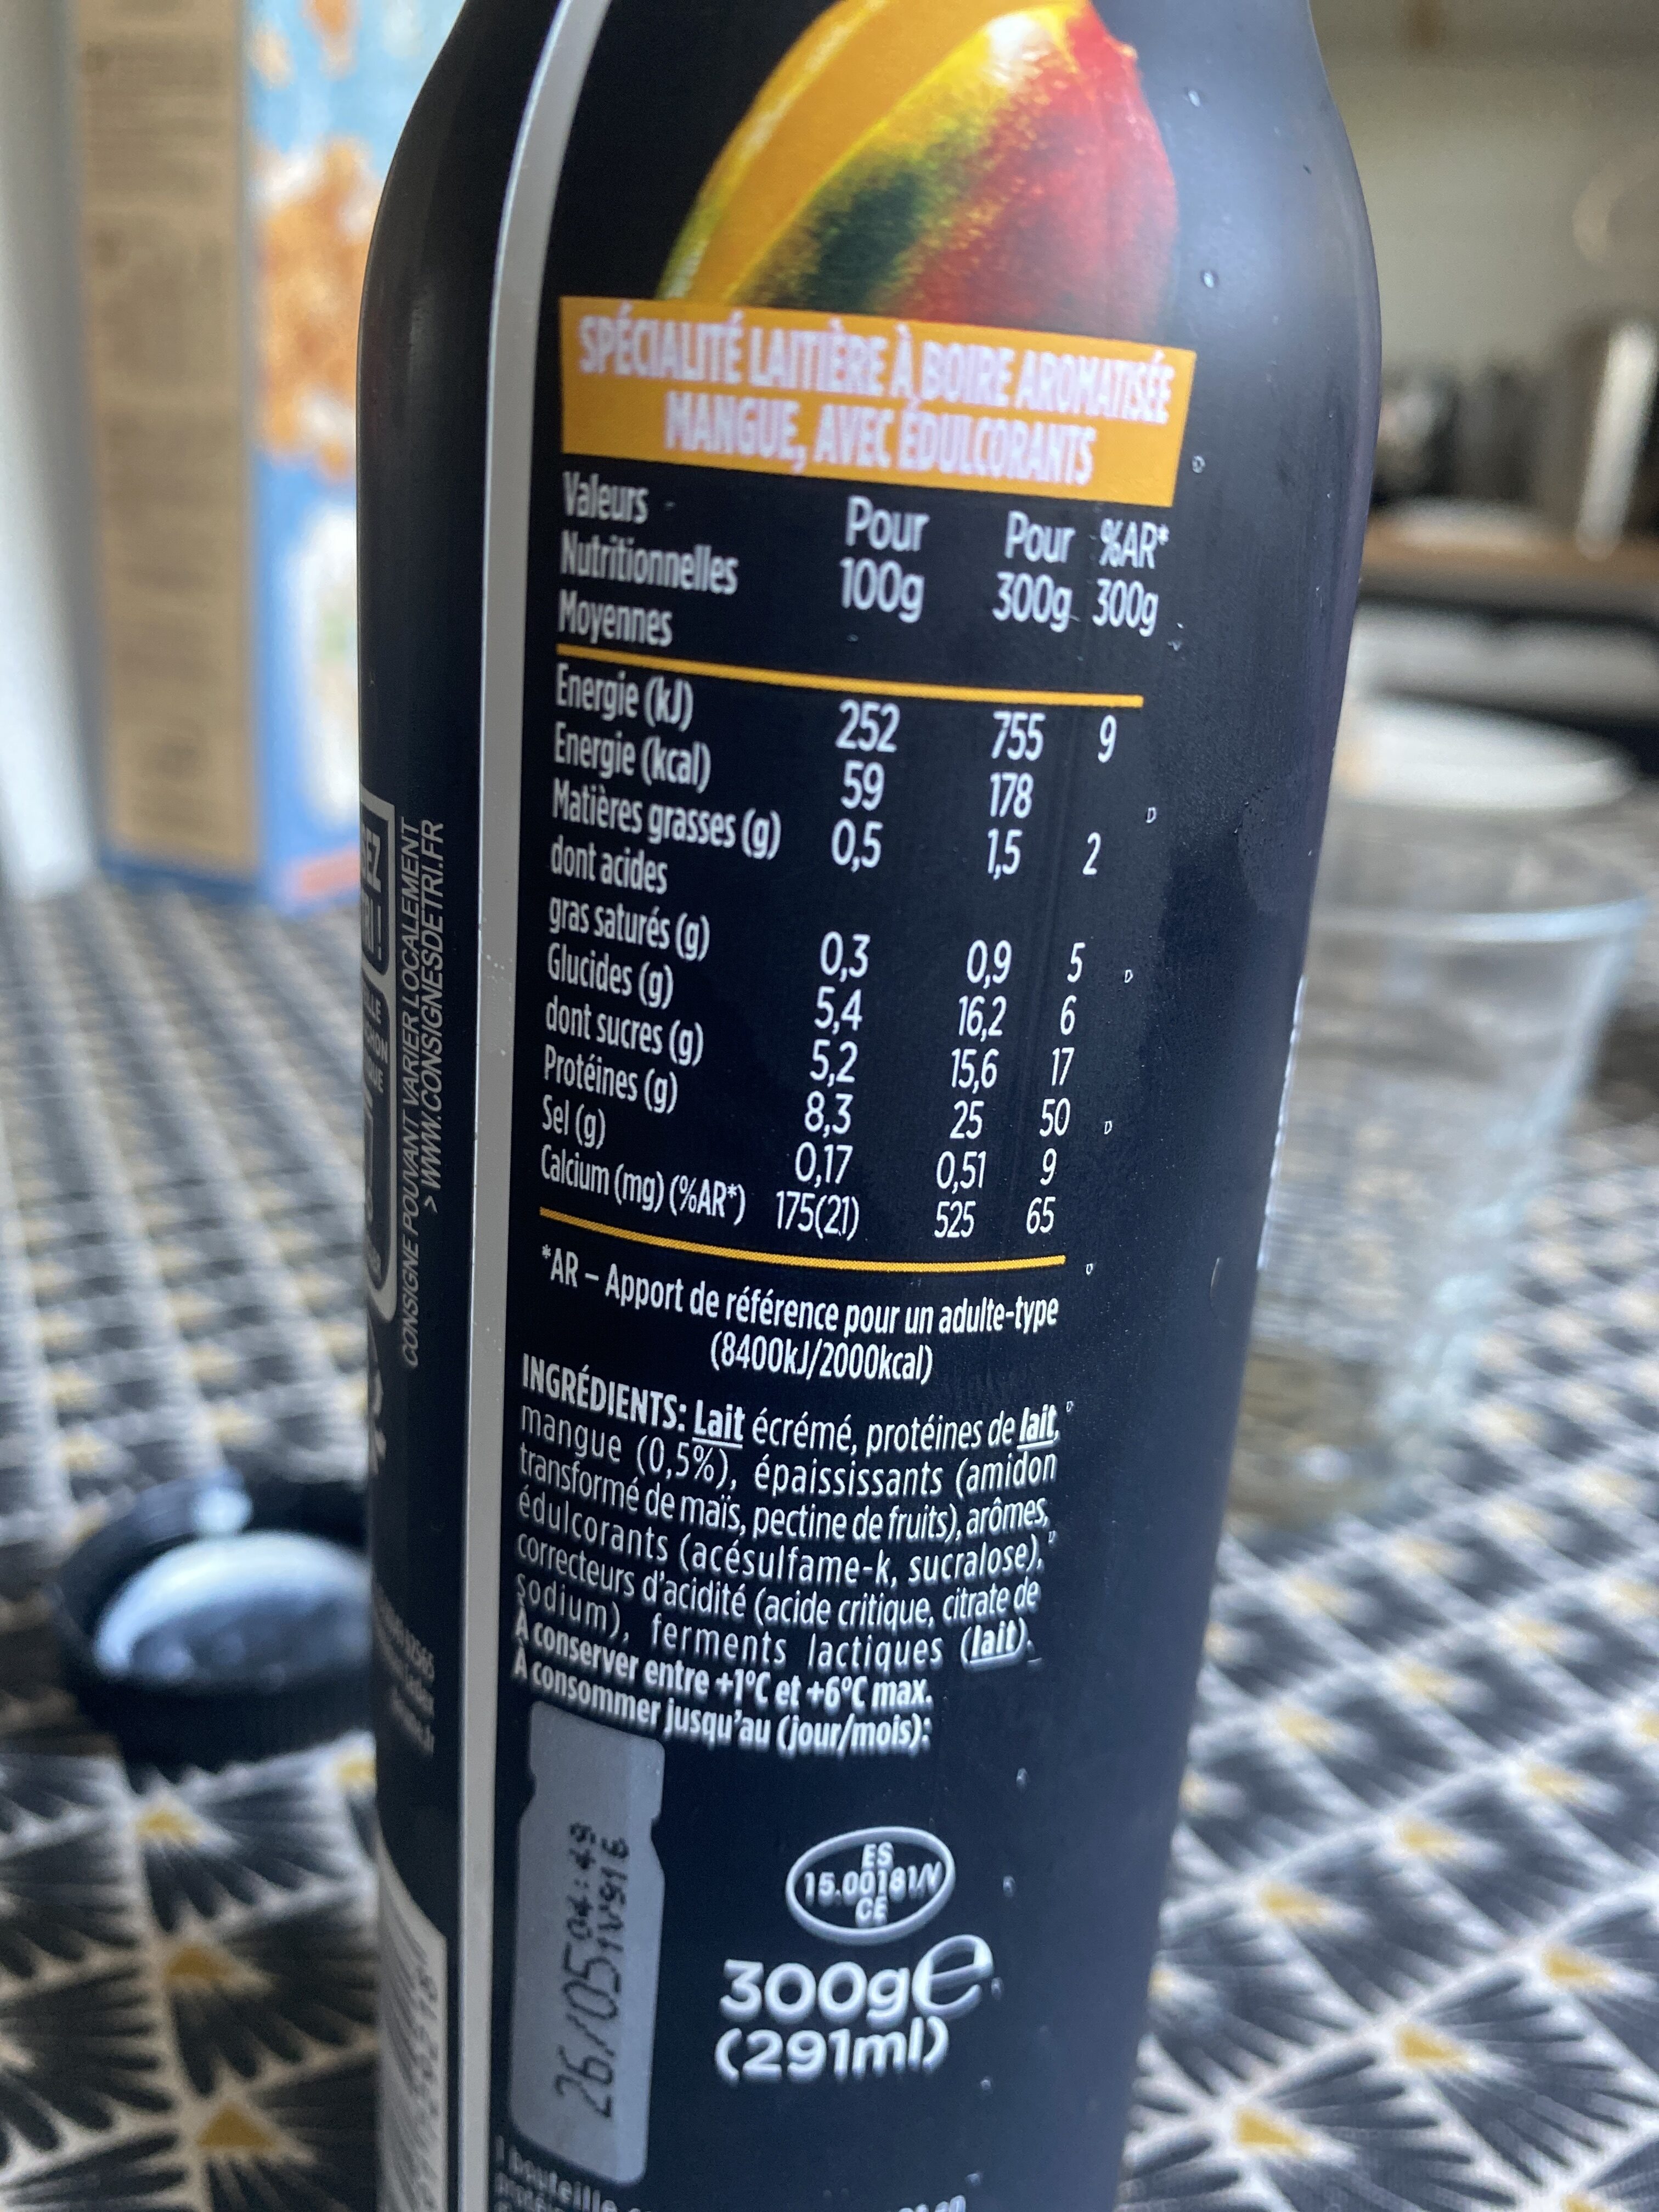 SPÉCIALITÉ LAITIÈRE À BOIRE AROMATISÉE
MANGUE, AVEC ÉDULCORANTS
Valeurs
Nutritionnelles
Moyennes
Pour 100g
Pour 300g
%AR* 300g
Energie (kJ) 252 755 9
Energie (kcal) 59 178
Matières grasses (g) 0,5 1,5 2
dont acides
gras saturés (g) 0,3 0,9 5
Glucides (g) 5,4 16,2 6
dont sucres (g) 5,2 15,6 17
Protéines (g) 8,3 25 50
Sel (g) 0,17 0,51 9
Calcium (mg) (%AR*) 175(21) 525 65
*AR – Apport de référence pour un adulte-type
(8400kJ/2000kcal)
INGRÉDIENTS: Lait écrémé, protéines de lait,
mangue (0,5%), épaississants (amidon
transformé de maïs, pectine de fruits), arômes,
édulcorants (acésulfame-k, sucralose),
correcteurs d'acidité (acide critique, citrate de
sodium), ferments lactiques (lait).
À conserver entre +1°C et +6°C max.
À consommer jusqu'au (jour/mois):
26/05 04:49
1V916
ES
15.00181/V
CE
300g e
(291ml)
1 bouteille
CONSIGNE POUVANT VARIER LOCALEMENT
> WWW.CONSIGNESDETRI.FR